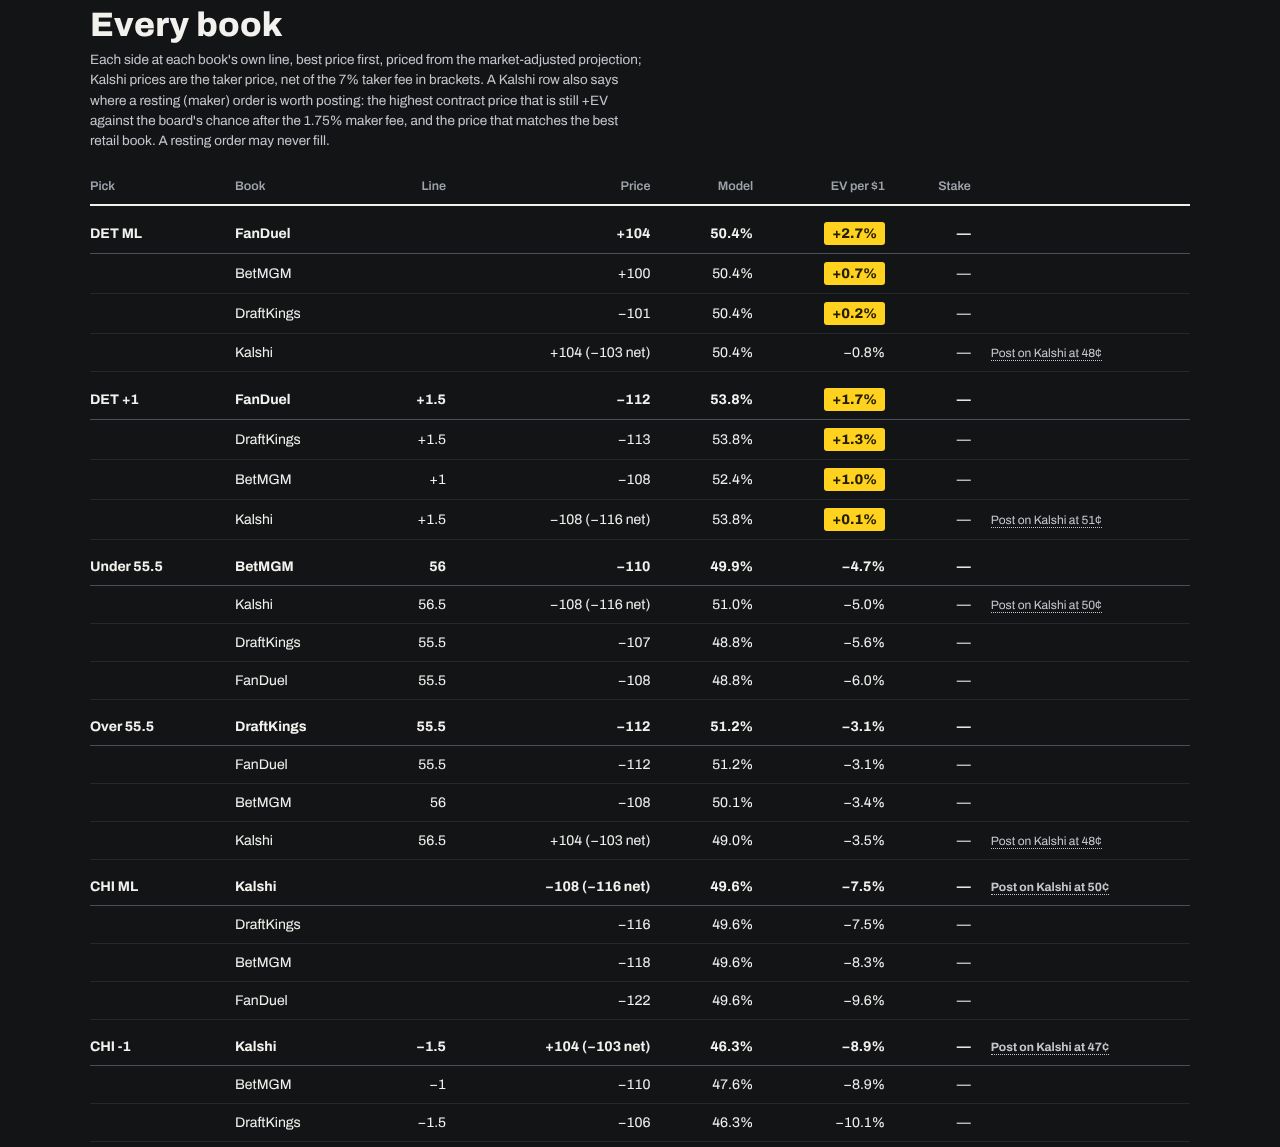 Every book
Each side at each book's own line, best price first, priced from the market-adjusted projection;
Kalshi prices are the taker price, net of the 7% taker fee in brackets. A Kalshi row also says
where a resting (maker) order is worth posting: the highest contract price that is still +EV
against the board's chance after the 1.75% maker fee, and the price that matches the best
retail book. A resting order may never fill.
Pick Book Line Price Model EV per $1 Stake
DET ML FanDuel +104 50.4% +2.7% —
BetMGM +100 50.4% +0.7% —
DraftKings −101 50.4% +0.2% —
Kalshi +104 (−103 net) 50.4% −0.8% — Post on Kalshi at 48¢
DET +1 FanDuel +1.5 −112 53.8% +1.7% —
DraftKings +1.5 −113 53.8% +1.3% —
BetMGM +1 −108 52.4% +1.0% —
Kalshi +1.5 −108 (−116 net) 53.8% +0.1% — Post on Kalshi at 51¢
Under 55.5 BetMGM 56 −110 49.9% −4.7% —
Kalshi 56.5 −108 (−116 net) 51.0% −5.0% — Post on Kalshi at 50¢
DraftKings 55.5 −107 48.8% −5.6% —
FanDuel 55.5 −108 48.8% −6.0% —
Over 55.5 DraftKings 55.5 −112 51.2% −3.1% —
FanDuel 55.5 −112 51.2% −3.1% —
BetMGM 56 −108 50.1% −3.4% —
Kalshi 56.5 +104 (−103 net) 49.0% −3.5% — Post on Kalshi at 48¢
CHI ML Kalshi −108 (−116 net) 49.6% −7.5% — Post on Kalshi at 50¢
DraftKings −116 49.6% −7.5% —
BetMGM −118 49.6% −8.3% —
FanDuel −122 49.6% −9.6% —
CHI -1 Kalshi −1.5 +104 (−103 net) 46.3% −8.9% — Post on Kalshi at 47¢
BetMGM −1 −110 47.6% −8.9% —
DraftKings −1.5 −106 46.3% −10.1% —